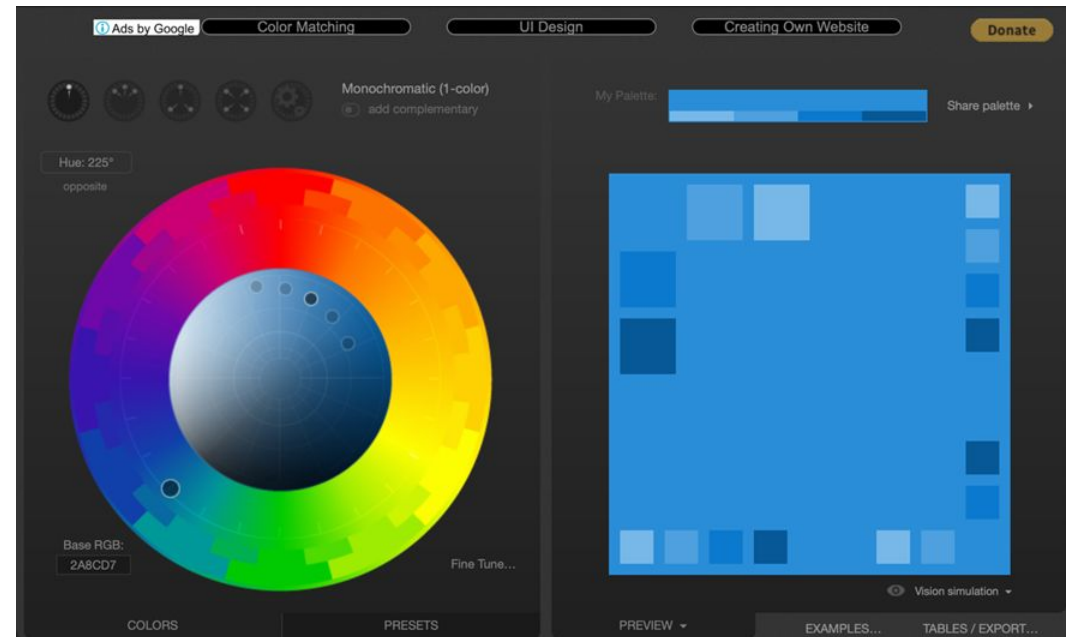 Ads by Google
Color Matching
UI Design
Creating Own Website
Donate
Monochromatic (1-color)
add complementary
My Palette:
Share palette
Hue: 225°
opposite
Base RGB:
2A8CD7
Fine Tune...
Vision simulation
COLORS
PRESETS
PREVIEW
EXAMPLES...
TABLES / EXPORT...